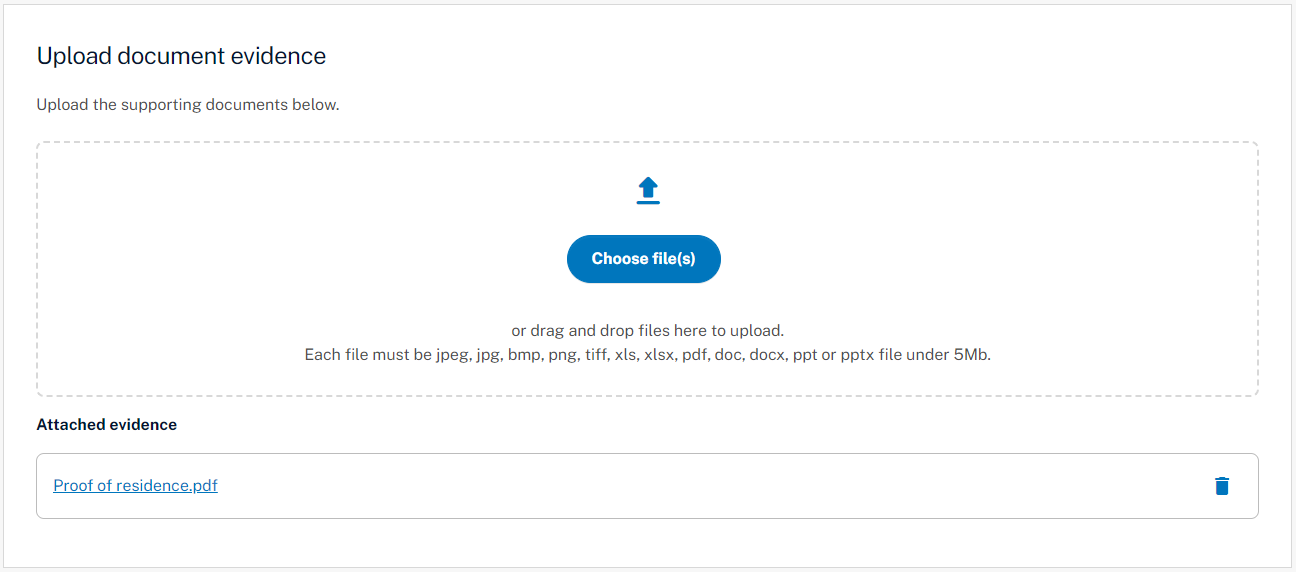 Upload document evidence
Upload the supporting documents below.
Choose file(s)
or drag and drop files here to upload.
Each file must be jpeg, jpg, bmp, png, tiff, xls, xlsx, pdf, doc, docx, ppt or pptx file under 5Mb.
Attached evidence
Proof of residence.pdf